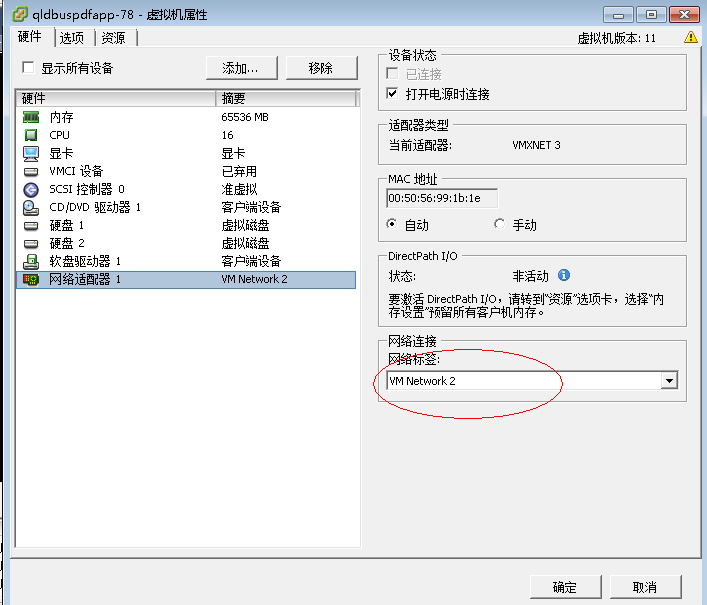 qldbuspdfapp-78 - 虚拟机属性
硬件 选项 资源
虚拟机版本: 11
显示所有设备
添加... 移除
硬件 摘要
内存 65536 MB
CPU 16
显卡 显卡
VMCI 设备 已弃用
SCSI 控制器 0 准虚拟
CD/DVD 驱动器 1 客户端设备
硬盘 1 虚拟磁盘
硬盘 2 虚拟磁盘
软盘驱动器 1 客户端设备
网络适配器 1 VM Network 2
设备状态
已连接
打开电源时连接
适配器类型
当前适配器: VMXNET 3
MAC 地址
00:50:56:99:1b:1e
自动 手动
DirectPath I/O
状态: 非活动
要激活 DirectPath I/O，请转到“资源”选项卡，选择“内
存设置”预留所有客户机内存。
网络连接
网络标签:
VM Network 2
确定 取消